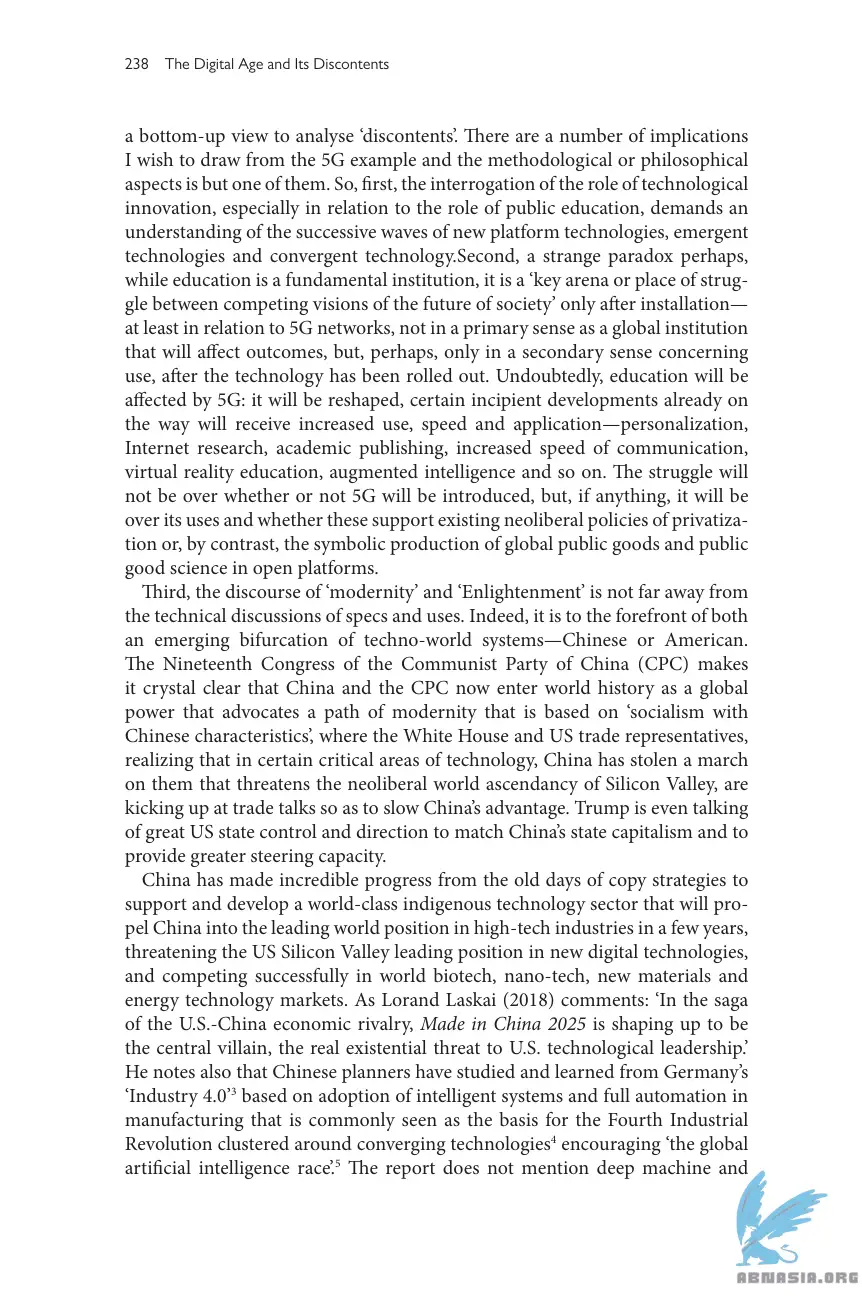 238 The Digital Age and Its Discontents
a bottom-up view to analyse ‘discontents’. There are a number of implications
I wish to draw from the 5G example and the methodological or philosophical
aspects is but one of them. So, first, the interrogation of the role of technological
innovation, especially in relation to the role of public education, demands an
understanding of the successive waves of new platform technologies, emergent
technologies and convergent technology.Second, a strange paradox perhaps,
while education is a fundamental institution, it is a ‘key arena or place of strug-
gle between competing visions of the future of society’ only after installation—
at least in relation to 5G networks, not in a primary sense as a global institution
that will affect outcomes, but, perhaps, only in a secondary sense concerning
use, after the technology has been rolled out. Undoubtedly, education will be
affected by 5G: it will be reshaped, certain incipient developments already on
the way will receive increased use, speed and application—personalization,
Internet research, academic publishing, increased speed of communication,
virtual reality education, augmented intelligence and so on. The struggle will
not be over whether or not 5G will be introduced, but, if anything, it will be
over its uses and whether these support existing neoliberal policies of privatiza-
tion or, by contrast, the symbolic production of global public goods and public
good science in open platforms.
Third, the discourse of ‘modernity’ and ‘Enlightenment’ is not far away from
the technical discussions of specs and uses. Indeed, it is to the forefront of both
an emerging bifurcation of techno-world systems—Chinese or American.
The Nineteenth Congress of the Communist Party of China (CPC) makes
it crystal clear that China and the CPC now enter world history as a global
power that advocates a path of modernity that is based on ‘socialism with
Chinese characteristics’, where the White House and US trade representatives,
realizing that in certain critical areas of technology, China has stolen a march
on them that threatens the neoliberal world ascendancy of Silicon Valley, are
kicking up at trade talks so as to slow China’s advantage. Trump is even talking
of great US state control and direction to match China’s state capitalism and to
provide greater steering capacity.
China has made incredible progress from the old days of copy strategies to
support and develop a world-class indigenous technology sector that will pro-
pel China into the leading world position in high-tech industries in a few years,
threatening the US Silicon Valley leading position in new digital technologies,
and competing successfully in world biotech, nano-tech, new materials and
energy technology markets. As Lorand Laskai (2018) comments: ‘In the saga
of the U.S.-China economic rivalry, Made in China 2025 is shaping up to be
the central villain, the real existential threat to U.S. technological leadership.’
He notes also that Chinese planners have studied and learned from Germany’s
‘Industry 4.0’³ based on adoption of intelligent systems and full automation in
manufacturing that is commonly seen as the basis for the Fourth Industrial
Revolution clustered around converging technologies⁴ encouraging ‘the global
artificial intelligence race’.⁵ The report does not mention deep machine and
ABNASIA.ORG